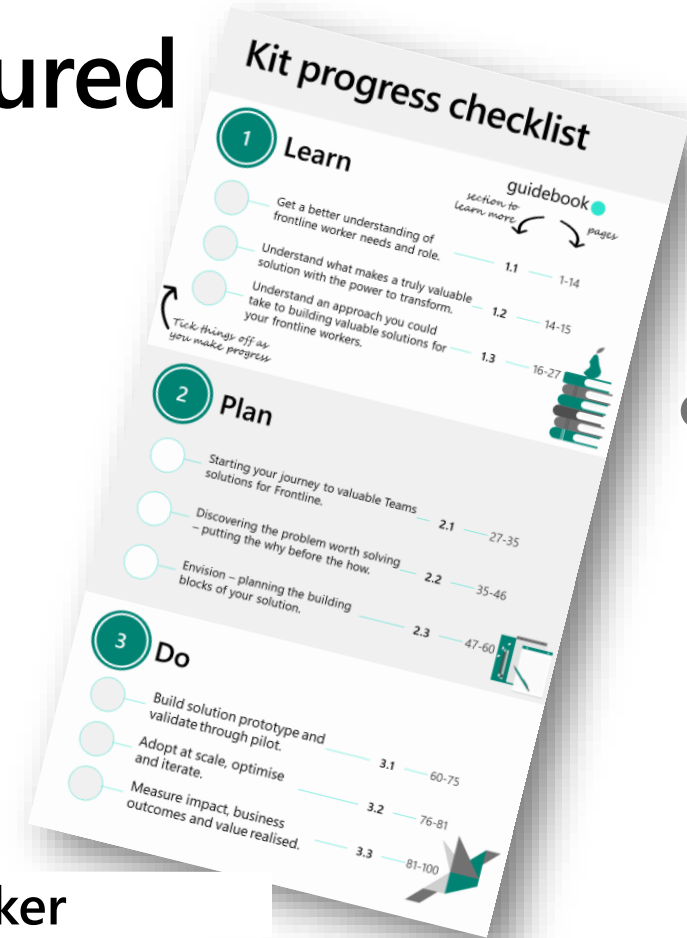 ured
Kit progress checklist
1
Learn
guidebook
section to
learn more
pages
Get a better understanding of
frontline worker needs and role.
1.1
1-14
Understand what makes a truly valuable
solution with the power to transform.
1.2
14-15
Understand an approach you could
take to building valuable solutions for
your frontline workers.
1.3
16-27
Tick things off as
you make progress
2
Plan
Starting your journey to valuable Teams
solutions for Frontline.
2.1
27-35
Discovering the problem worth solving
– putting the why before the how.
2.2
35-46
Envision – planning the building
blocks of your solution.
2.3
47-60
3
Do
Build solution prototype and
validate through pilot.
3.1
60-75
Adopt at scale, optimise
and iterate.
3.2
76-81
Measure impact, business
outcomes and value realised.
3.3
81-100
ker